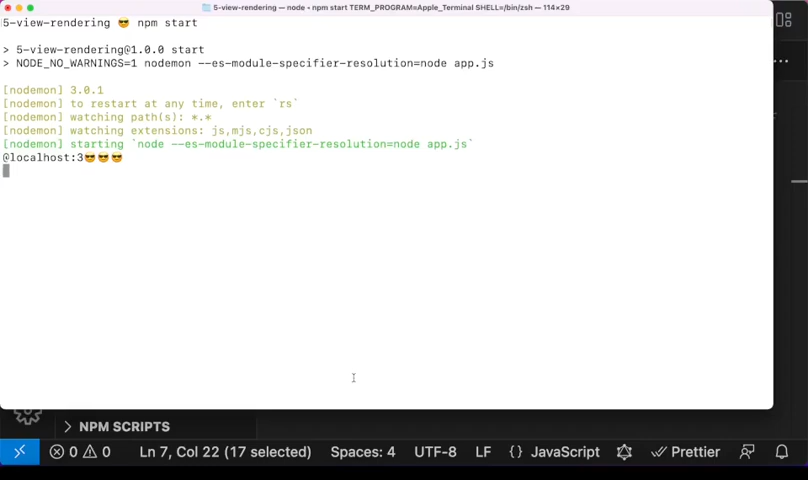 5-view-rendering — node ◂ npm start TERM_PROGRAM=Apple_Terminal SHELL=/bin/zsh — 114×29
5-view-rendering 😎 npm start
> 5-view-rendering@1.0.0 start
> NODE_NO_WARNINGS=1 nodemon --es-module-specifier-resolution=node app.js
[nodemon] 3.0.1
[nodemon] to restart at any time, enter `rs`
[nodemon] watching path(s): *.*
[nodemon] watching extensions: js,mjs,cjs,json
[nodemon] starting `node --es-module-specifier-resolution=node app.js`
@localhost:3😎😎😎
NPM SCRIPTS
0 0 Ln 7, Col 22 (17 selected) Spaces: 4 UTF-8 LF {} JavaScript Prettier